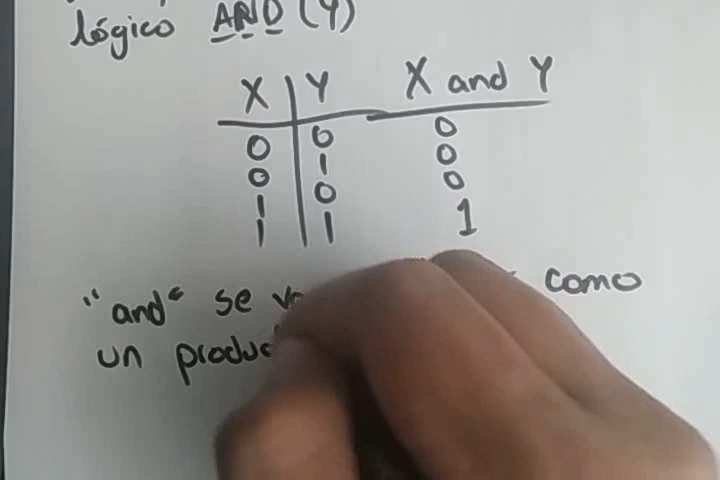 lógico AND (Y)
X Y X and Y
0 0 0
0 1 0
1 0 0
1 1 1
"and" se como
un